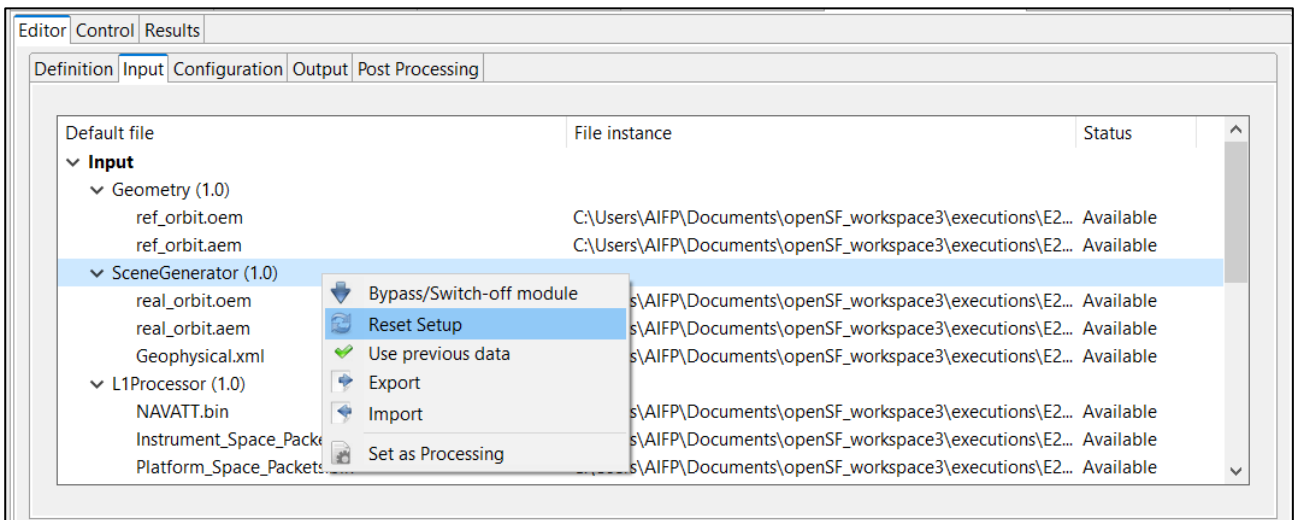 Editor Control Results
Definition Input Configuration Output Post Processing
Default file File instance Status
Input
Geometry (1.0)
ref_orbit.oem C:\Users\AIFP\Documents\openSF_workspace3\executions\E2... Available
ref_orbit.aem C:\Users\AIFP\Documents\openSF_workspace3\executions\E2... Available
SceneGenerator (1.0)
Bypass/Switch-off module
real_orbit.oem s\AIFP\Documents\openSF_workspace3\executions\E2... Available
Reset Setup
real_orbit.aem s\AIFP\Documents\openSF_workspace3\executions\E2... Available
Use previous data
Geophysical.xml s\AIFP\Documents\openSF_workspace3\executions\E2... Available
Export
L1Processor (1.0)
Import
NAVATT.bin s\AIFP\Documents\openSF_workspace3\executions\E2... Available
Instrument_Space_Packe s\AIFP\Documents\openSF_workspace3\executions\E2... Available
Set as Processing
Platform_Space_Packets s\AIFP\Documents\openSF_workspace3\executions\E2... Available